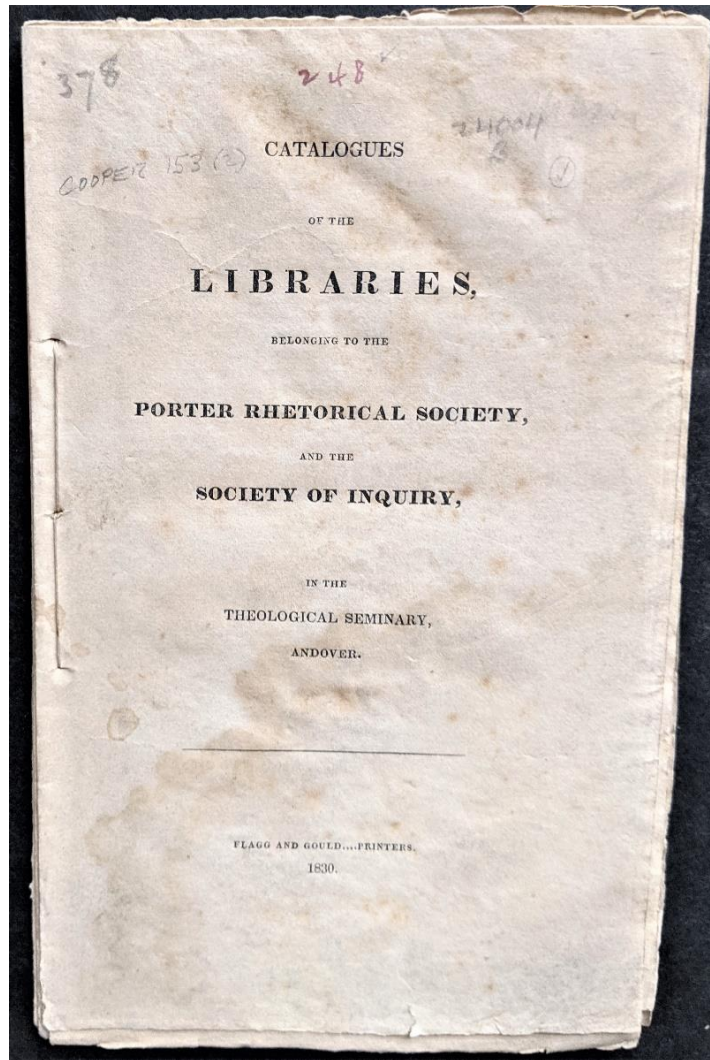 378
248
CATALOGUES
24004
COOPER 153 (2)
OF THE
LIBRARIES,
BELONGING TO THE
PORTER RHETORICAL SOCIETY,
AND THE
SOCIETY OF INQUIRY,
IN THE
THEOLOGICAL SEMINARY,
ANDOVER.
FLAGG AND GOULD....PRINTERS.
1830.